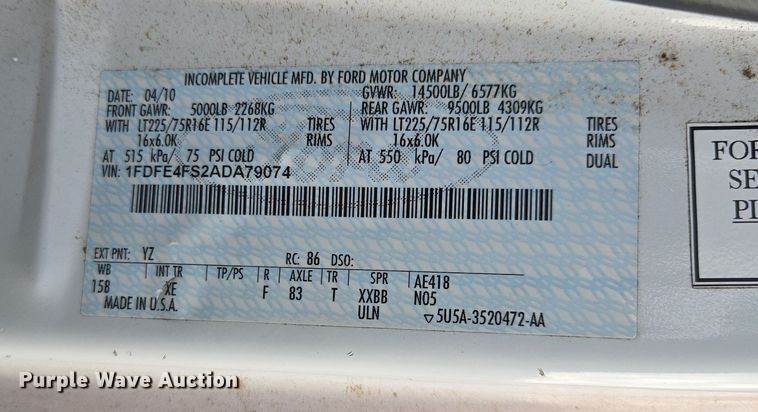 INCOMPLETE VEHICLE MFD. BY FORD MOTOR COMPANY
DATE: 04/10 GVWR: 14500LB/ 6577KG
FRONT GAWR: 5000LB 2268KG REAR GAWR: 9500LB 4309KG
WITH LT225/75R16E 115/112R TIRES WITH LT225/75R16E 115/112R TIRES
16x6.0K RIMS 16x6.0K RIMS
AT 515 kPa/ 75 PSI COLD AT 550 kPa/ 80 PSI COLD DUAL
VIN: 1FDFE4FS2ADA79074
EXT PNT: YZ RC: 86 DSO:
WB INT TR TP/PS R AXLE TR SPR AE418
158 XE F 83 T XXBB N05
MADE IN U.S.A. ULN ▽5U5A-3520472-AA
FOR
SE
PI
Purple Wave Auction